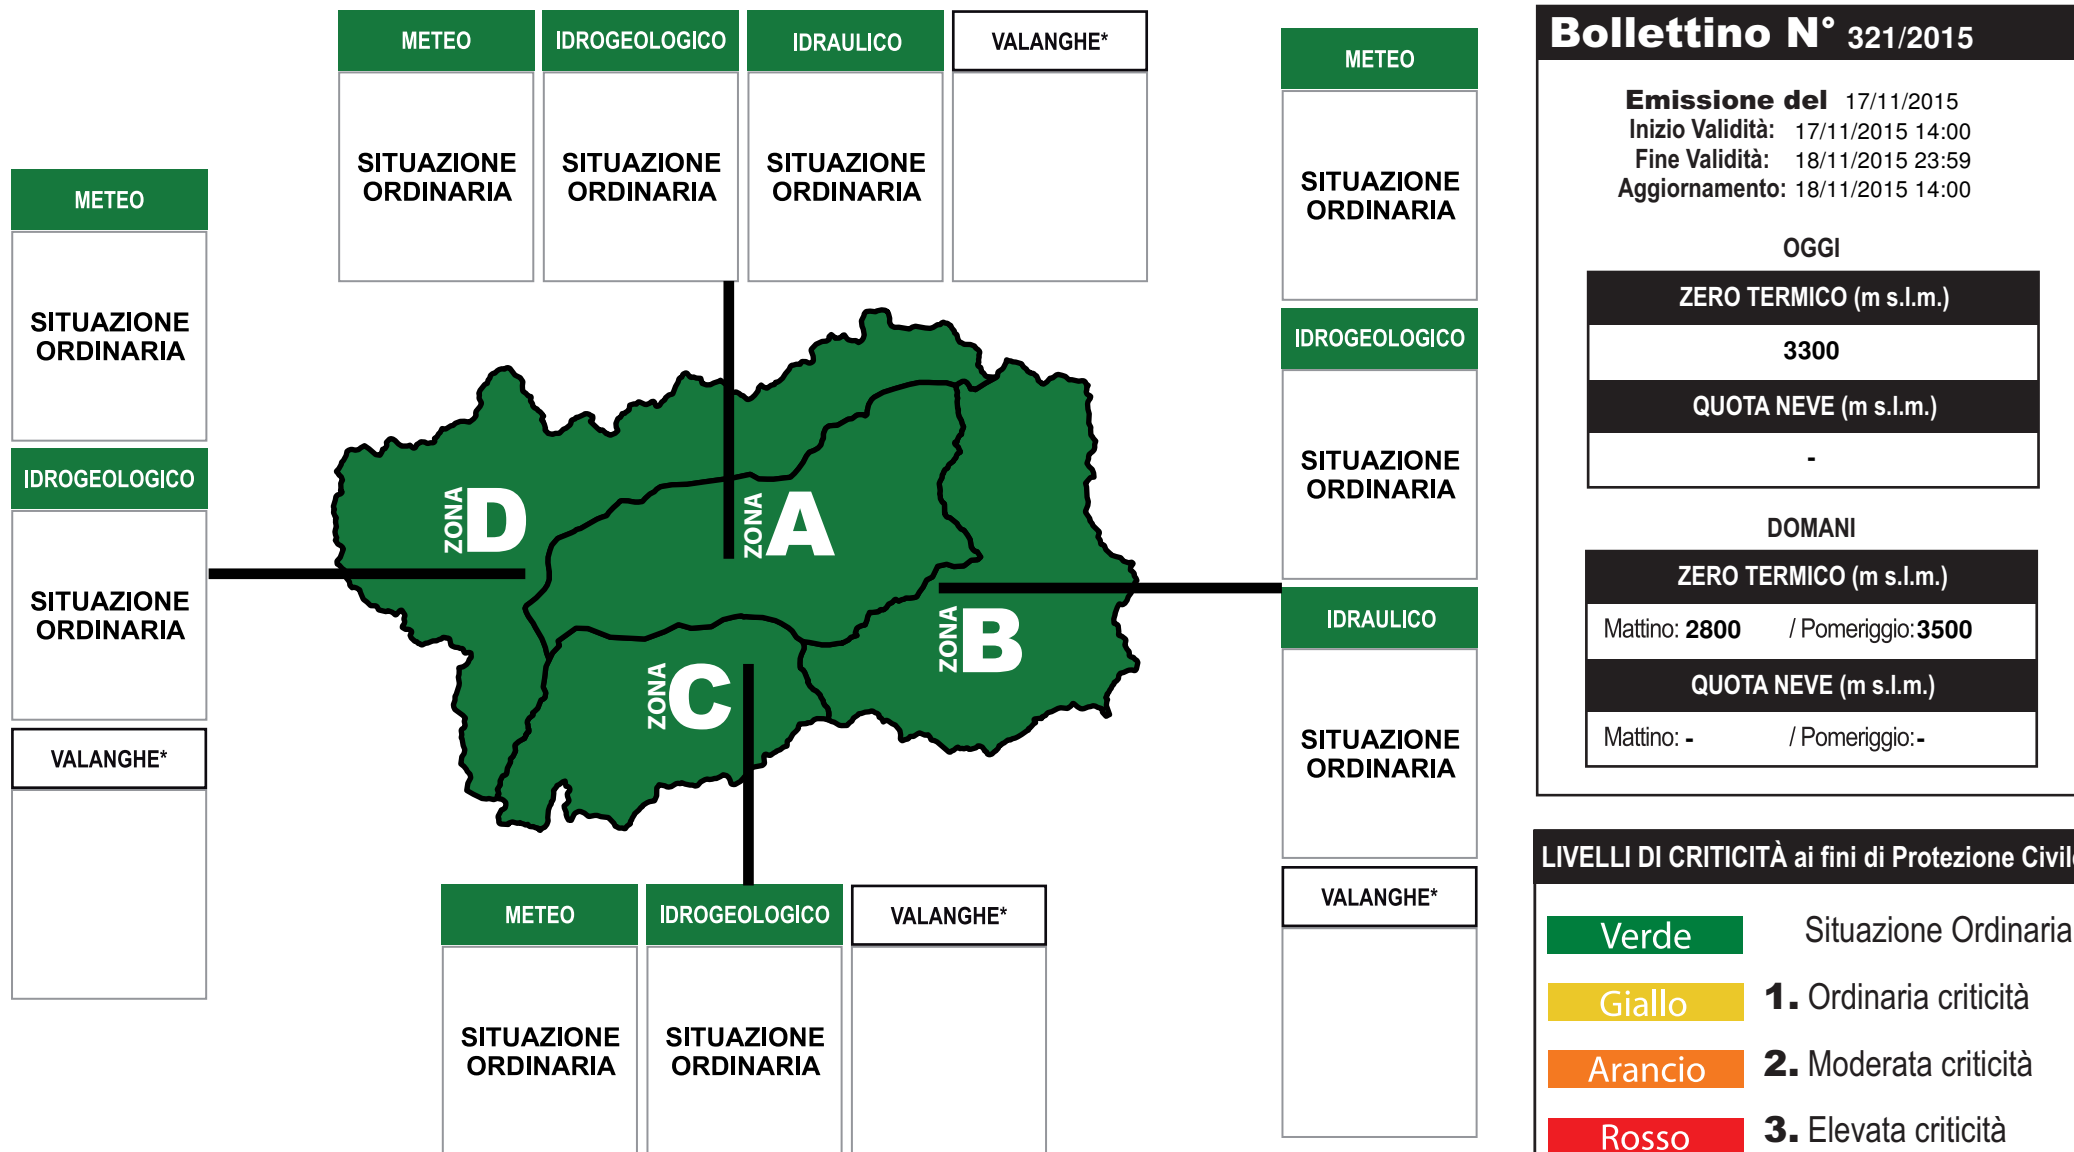 METEO IDROGEOLOGICO IDRAULICO VALANGHE*
SITUAZIONE ORDINARIA SITUAZIONE ORDINARIA SITUAZIONE ORDINARIA
METEO
SITUAZIONE
ORDINARIA
IDROGEOLOGICO
SITUAZIONE
ORDINARIA
VALANGHE*
ZONA D
ZONA A
ZONA B
ZONA C
METEO
SITUAZIONE
ORDINARIA
IDROGEOLOGICO
SITUAZIONE
ORDINARIA
IDRAULICO
SITUAZIONE
ORDINARIA
VALANGHE*
METEO IDROGEOLOGICO VALANGHE*
SITUAZIONE ORDINARIA SITUAZIONE ORDINARIA
Bollettino N° 321/2015
Emissione del 17/11/2015
Inizio Validità: 17/11/2015 14:00
Fine Validità: 18/11/2015 23:59
Aggiornamento: 18/11/2015 14:00
OGGI
ZERO TERMICO (m s.l.m.)
3300
QUOTA NEVE (m s.l.m.)
-
DOMANI
ZERO TERMICO (m s.l.m.)
Mattino: 2800 / Pomeriggio: 3500
QUOTA NEVE (m s.l.m.)
Mattino: - / Pomeriggio: -
LIVELLI DI CRITICITÀ ai fini di Protezione Civile
Verde Situazione Ordinaria
Giallo 1. Ordinaria criticità
Arancio 2. Moderata criticità
Rosso 3. Elevata criticità